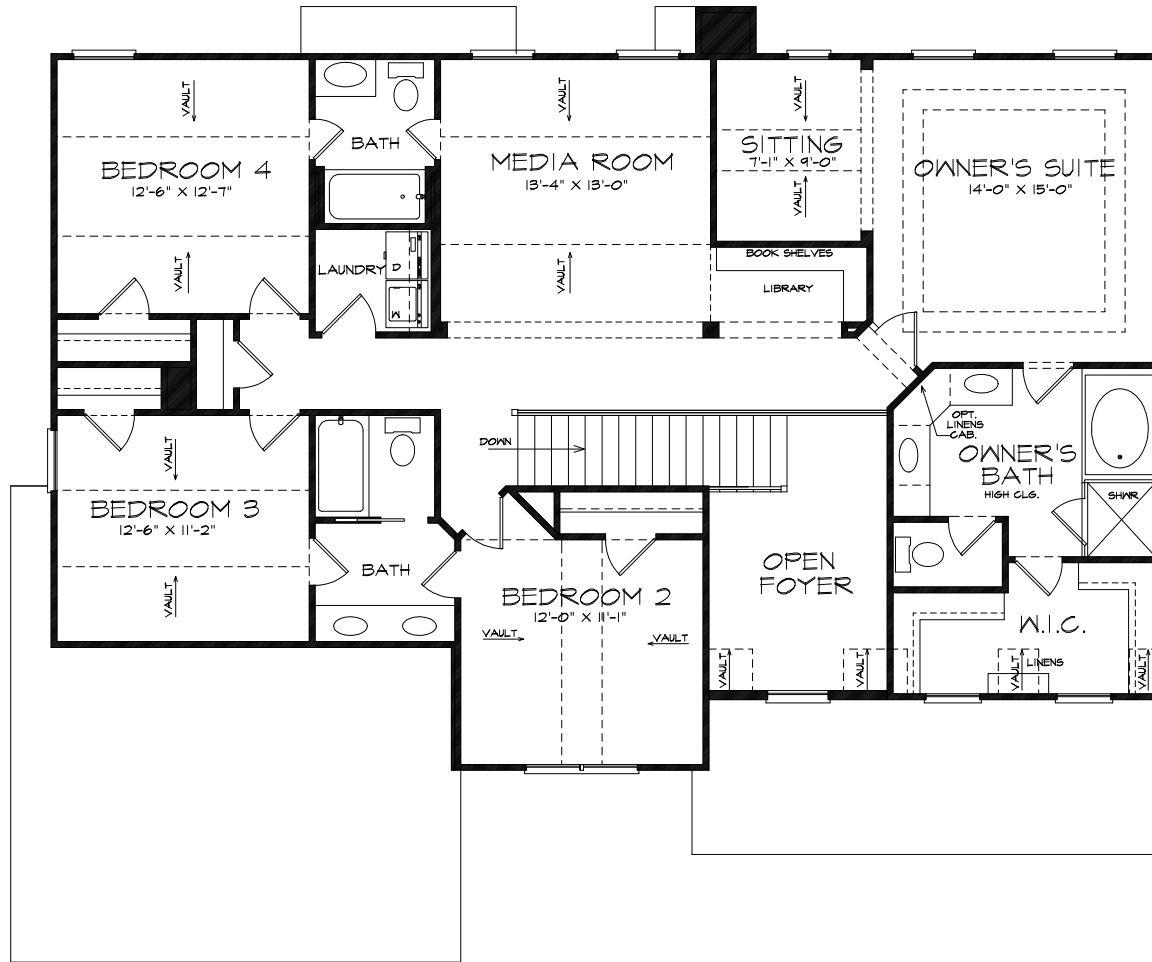 VAULT
BATH
VAULT
VAULT
BEDROOM 4
12'-6" X 12'-7"
MEDIA ROOM
13'-4" X 13'-0"
SITTING
7'-1" X 9'-0"
OWNER'S SUITE
14'-0" X 15'-0"
VAULT
VAULT
VAULT
LAUNDRY
D
W
BOOK SHELVES
LIBRARY
DOWN
OPT.
LINENS
CAB.
OWNER'S
BATH
HIGH CLG.
SHWR
VAULT
BEDROOM 3
12'-6" X 11'-2"
VAULT
BATH
BEDROOM 2
12'-0" X 11'-1"
VAULT
VAULT
OPEN
FOYER
VAULT
VAULT
W.I.C.
LINENS
VAULT
VAULT